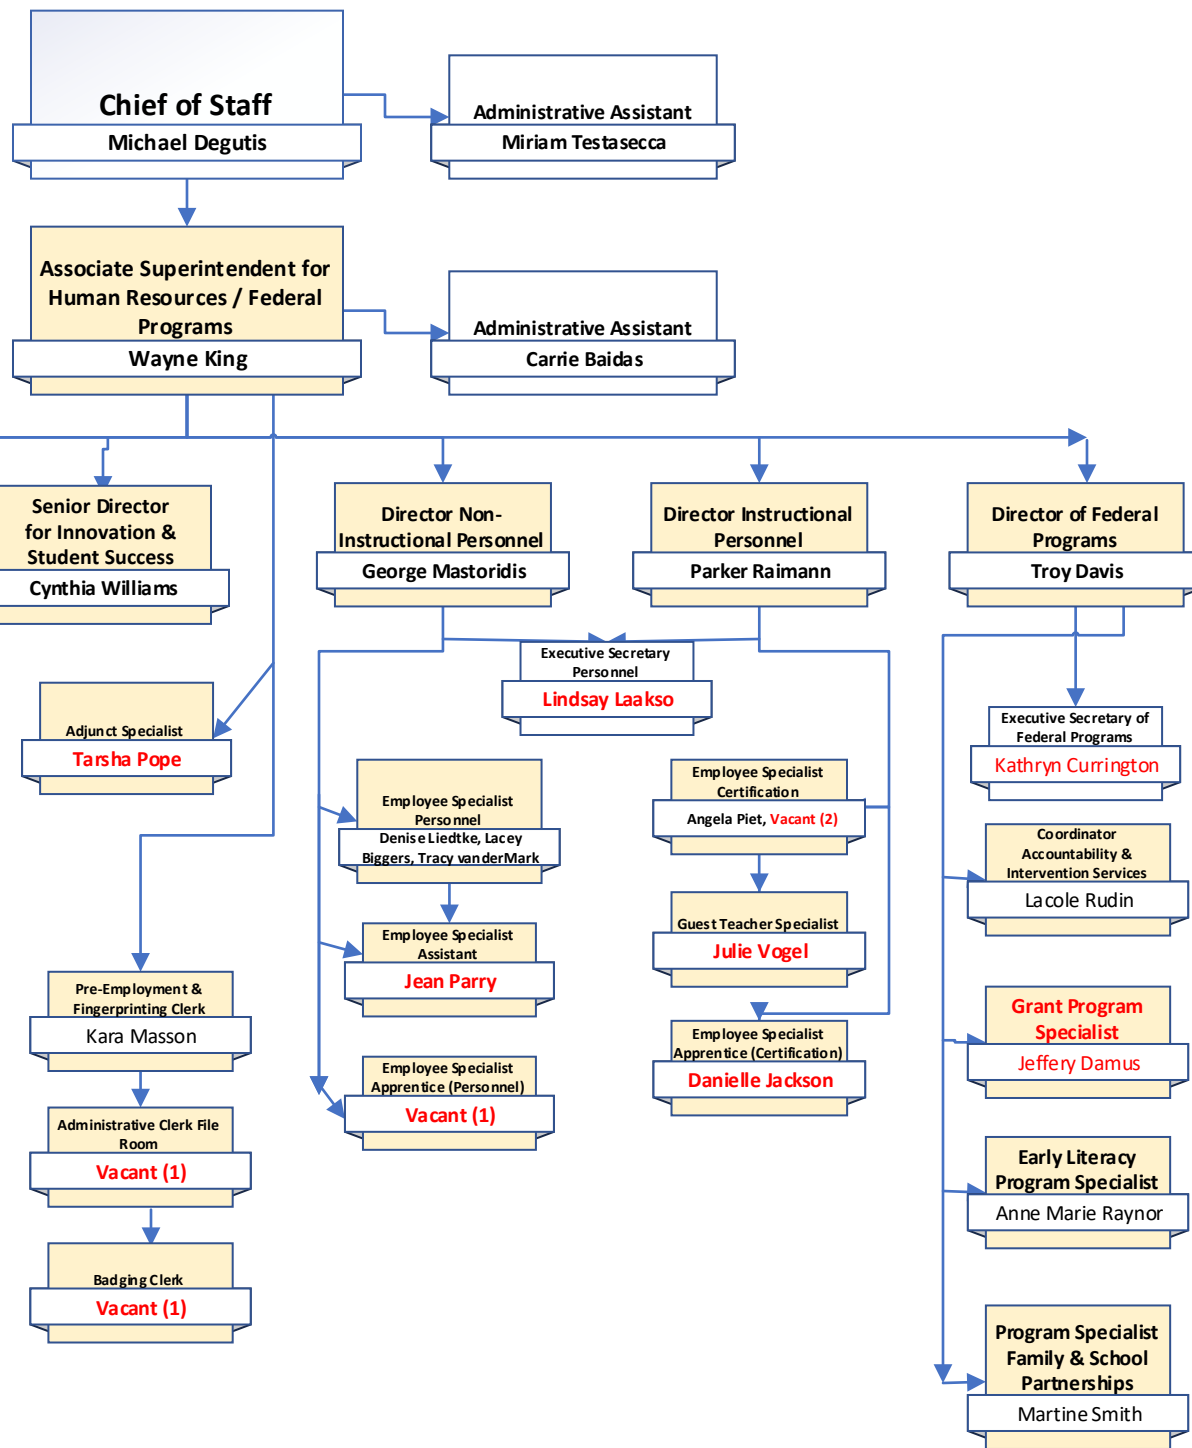 Chief of Staff
Michael Degutis
Administrative Assistant
Miriam Testasecca
Associate Superintendent for
Human Resources / Federal
Programs
Wayne King
Administrative Assistant
Carrie Baidas
Senior Director
for Innovation &
Student Success
Cynthia Williams
Director Non-
Instructional Personnel
George Mastoridis
Director Instructional
Personnel
Parker Raimann
Director of Federal
Programs
Troy Davis
Executive Secretary
Personnel
Lindsay Laakso
Adjunct Specialist
Tarsha Pope
Executive Secretary of
Federal Programs
Kathryn Currington
Employee Specialist
Personnel
Denise Liedtke, Lacey
Biggers, Tracy vanderMark
Employee Specialist
Certification
Angela Piet, Vacant (2)
Coordinator
Accountability &
Intervention Services
Lacole Rudin
Employee Specialist
Assistant
Jean Parry
Guest Teacher Specialist
Julie Vogel
Pre-Employment &
Fingerprinting Clerk
Kara Masson
Grant Program
Specialist
Jeffery Damus
Employee Specialist
Apprentice (Personnel)
Vacant (1)
Employee Specialist
Apprentice (Certification)
Danielle Jackson
Administrative Clerk File
Room
Vacant (1)
Early Literacy
Program Specialist
Anne Marie Raynor
Badging Clerk
Vacant (1)
Program Specialist
Family & School
Partnerships
Martine Smith